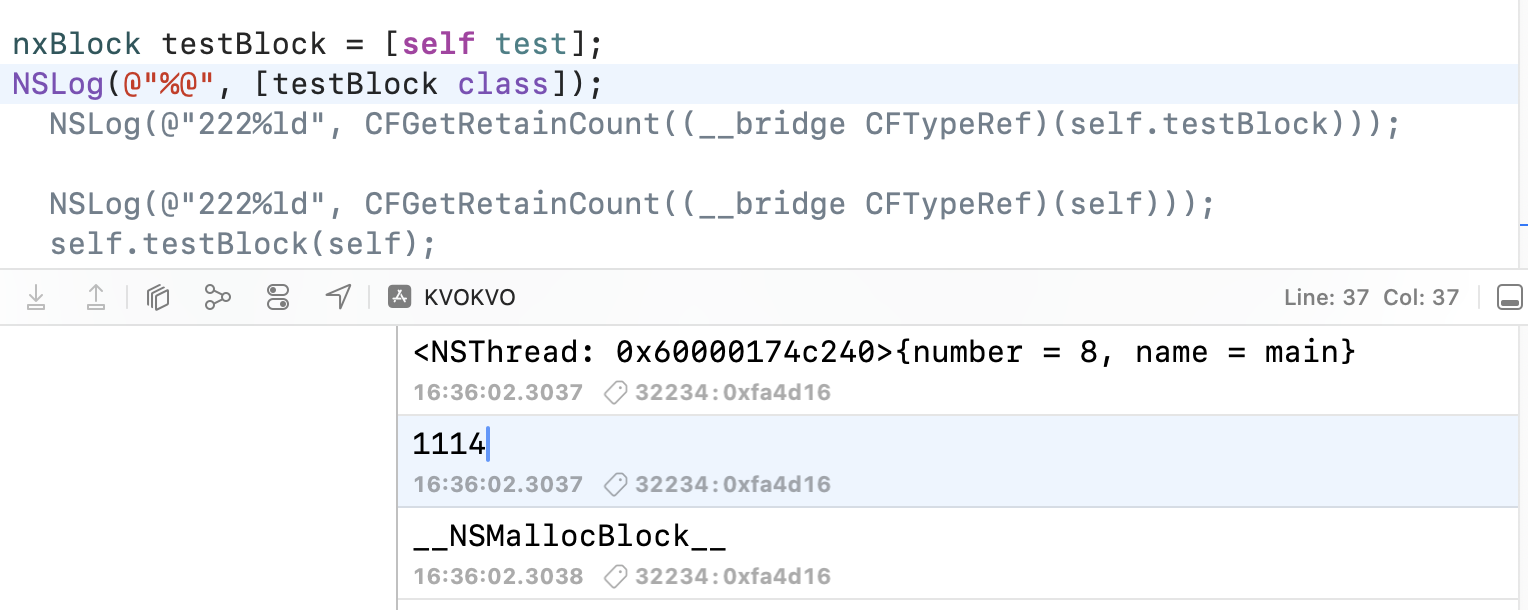 nxBlock testBlock = [self test];
NSLog(@"%@", [testBlock class]);
NSLog(@"222%ld", CFGetRetainCount((__bridge CFTypeRef)(self.testBlock)));
NSLog(@"222%ld", CFGetRetainCount((__bridge CFTypeRef)(self)));
self.testBlock(self);
KVOKVO
Line: 37 Col: 37
<NSThread: 0x60000174c240>{number = 8, name = main}
16:36:02.3037 32234:0xfa4d16
1114
16:36:02.3037 32234:0xfa4d16
__NSMallocBlock__
16:36:02.3038 32234:0xfa4d16